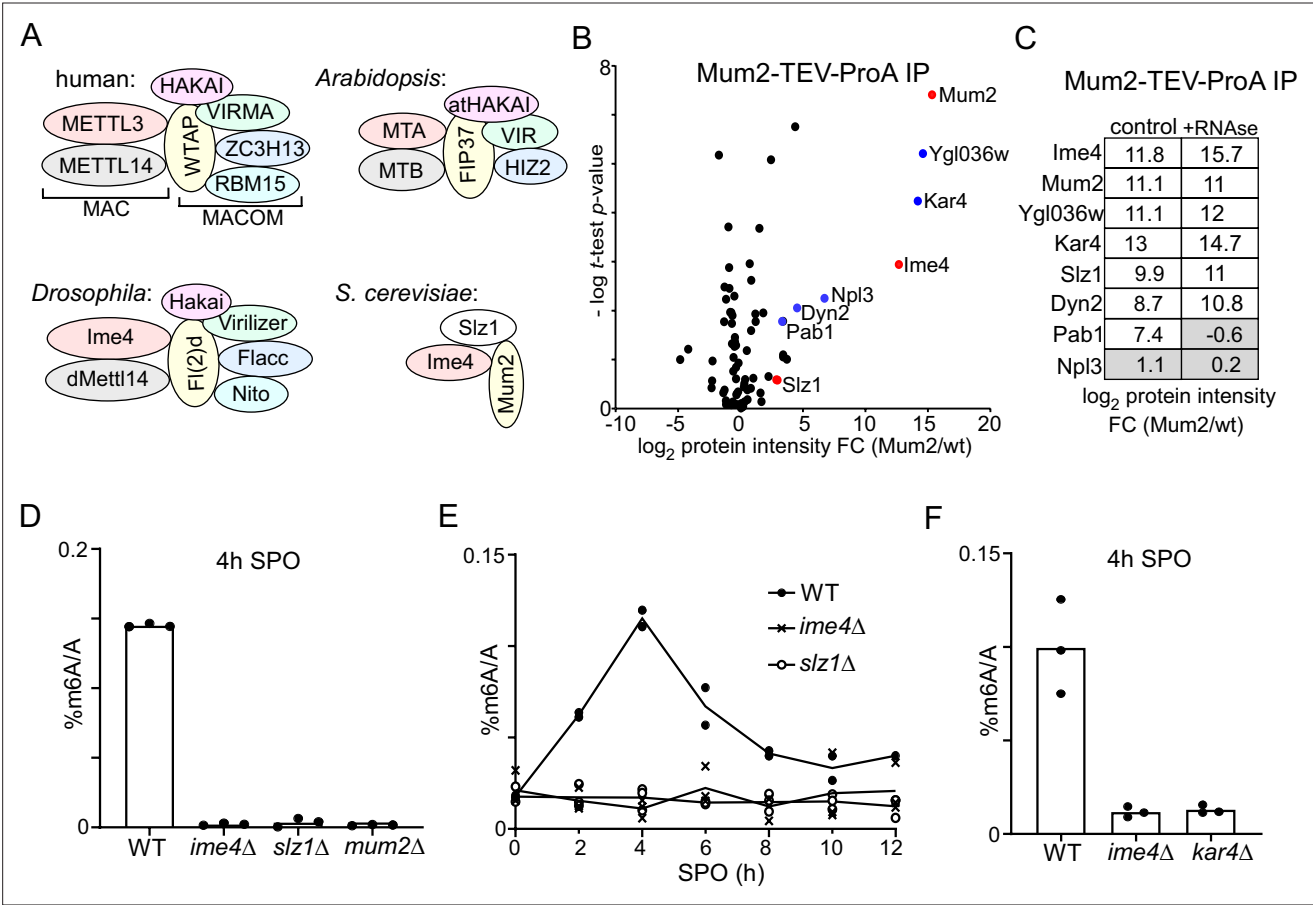 A
human:
HAKAI
METTL3
METTL14
WTAP
VIRMA
ZC3H13
RBM15
MAC
MACOM
Arabidopsis:
atHAKAI
MTA
MTB
FIP37
VIR
HIZ2
Drosophila:
Hakai
Ime4
dMettl14
Fl(2)d
Virilizer
Flacc
Nito
S. cerevisiae:
Slz1
Ime4
Mum2
B
Mum2-TEV-ProA IP
8
0
- log t-test p-value
Mum2
Ygl036w
Kar4
Ime4
Npl3
Dyn2
Pab1
Slz1
-10 -5 0 5 10 15 20
log2 protein intensity FC (Mum2/wt)
C
Mum2-TEV-ProA IP
control +RNAse
Ime4 11.8 15.7
Mum2 11.1 11
Ygl036w 11.1 12
Kar4 13 14.7
Slz1 9.9 11
Dyn2 8.7 10.8
Pab1 7.4 -0.6
Npl3 1.1 0.2
log2 protein intensity
FC (Mum2/wt)
D
4h SPO
0.2
0
%m6A/A
WT ime4Δ slz1Δ mum2Δ
E
0.15
0
%m6A/A
WT
ime4Δ
slz1Δ
0 2 4 6 8 10 12
SPO (h)
F
4h SPO
0.15
0
%m6A/A
WT ime4Δ kar4Δ